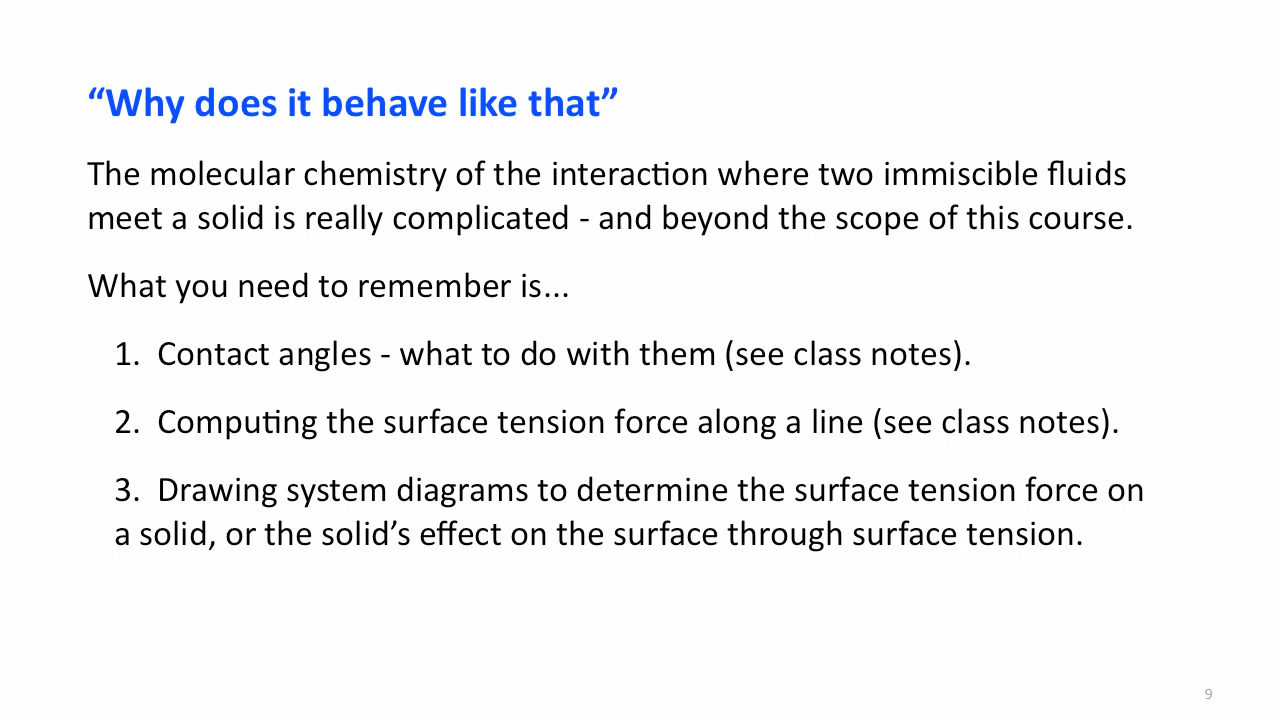 “Why does it behave like that”
The molecular chemistry of the interaction where two immiscible fluids
meet a solid is really complicated - and beyond the scope of this course.
What you need to remember is...
1. Contact angles - what to do with them (see class notes).
2. Computing the surface tension force along a line (see class notes).
3. Drawing system diagrams to determine the surface tension force on
a solid, or the solid’s effect on the surface through surface tension.
9